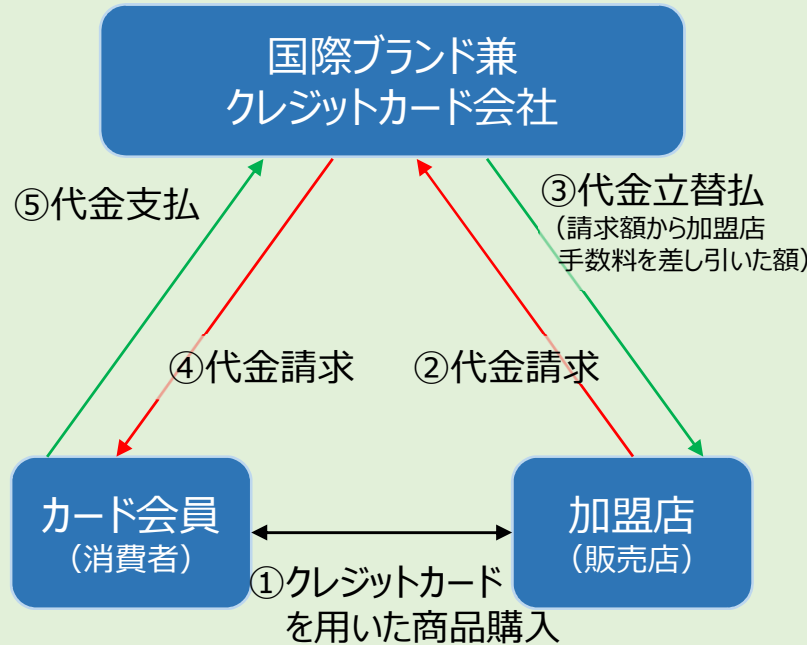 国際ブランド兼
クレジットカード会社
⑤代金支払
③代金立替払
（請求額から加盟店
手数料を差し引いた額）
④代金請求
②代金請求
カード会員
（消費者）
加盟店
（販売店）
①クレジットカード
を用いた商品購入